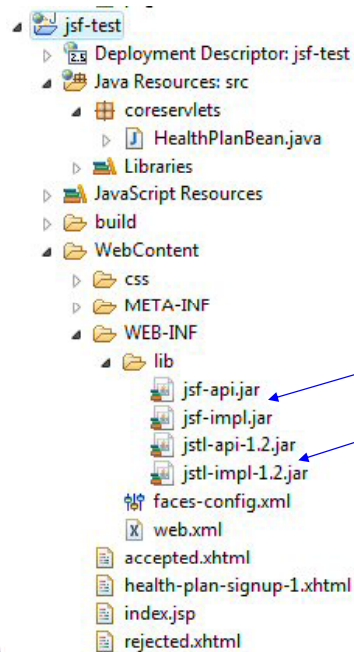 jsf-test
2.5 Deployment Descriptor: jsf-test
Java Resources: src
coreservlets
J HealthPlanBean.java
Libraries
JavaScript Resources
build
WebContent
css
META-INF
WEB-INF
lib
jsf-api.jar
jsf-impl.jar
jstl-api-1.2.jar
jstl-impl-1.2.jar
faces-config.xml
X web.xml
accepted.xhtml
health-plan-signup-1.xhtml
index.jsp
rejected.xhtml